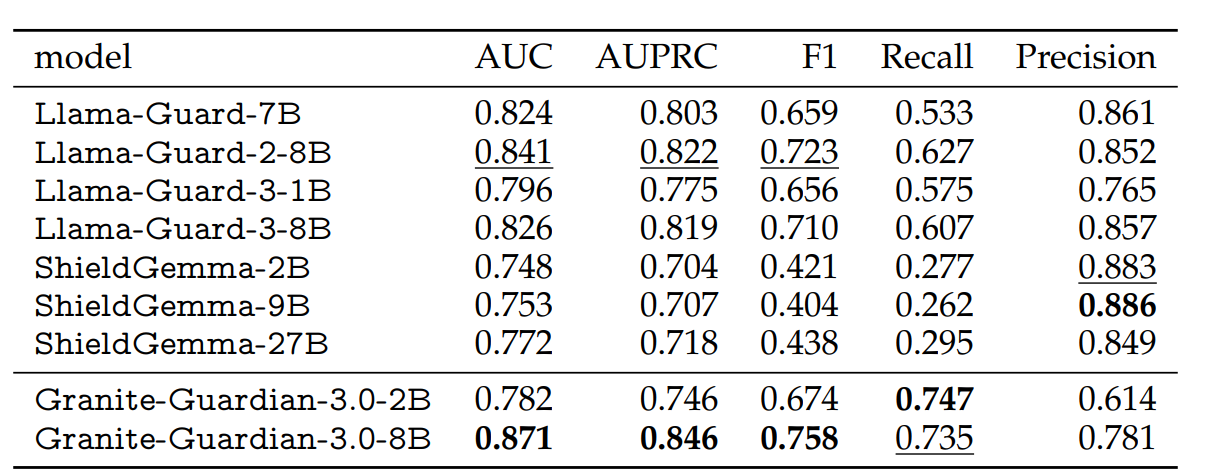 model AUC AUPRC F1 Recall Precision
Llama-Guard-7B 0.824 0.803 0.659 0.533 0.861
Llama-Guard-2-8B 0.841 0.822 0.723 0.627 0.852
Llama-Guard-3-1B 0.796 0.775 0.656 0.575 0.765
Llama-Guard-3-8B 0.826 0.819 0.710 0.607 0.857
ShieldGemma-2B 0.748 0.704 0.421 0.277 0.883
ShieldGemma-9B 0.753 0.707 0.404 0.262 0.886
ShieldGemma-27B 0.772 0.718 0.438 0.295 0.849
Granite-Guardian-3.0-2B 0.782 0.746 0.674 0.747 0.614
Granite-Guardian-3.0-8B 0.871 0.846 0.758 0.735 0.781